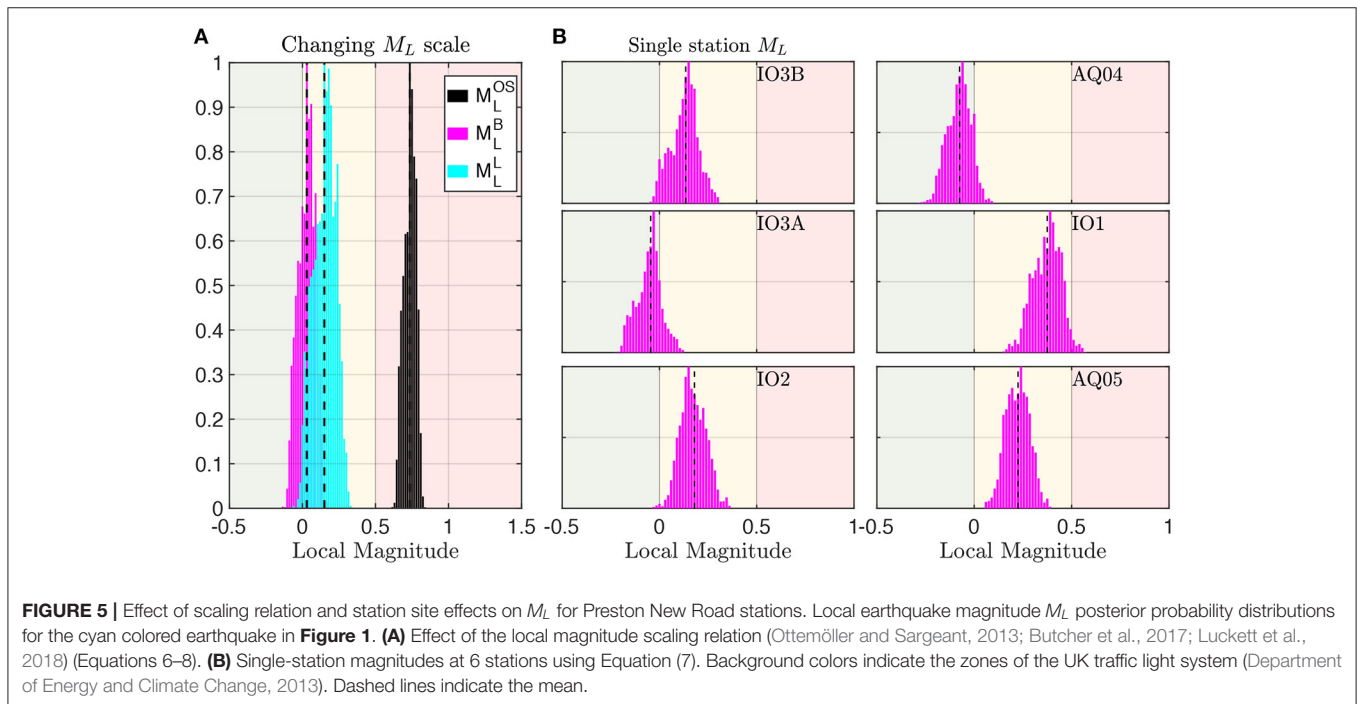 A
Changing M_L scale
1
0.9
0.8
0.7
0.6
0.5
0.4
0.3
0.2
0.1
0
M_L^OS
M_L^B
M_L^L
-0.5 0 0.5 1 1.5
Local Magnitude
B
Single station M_L
IO3B
AQ04
IO3A
IO1
IO2
AQ05
-0.5 0 0.5 1
Local Magnitude
-0.5 0 0.5 1
Local Magnitude
FIGURE 5 | Effect of scaling relation and station site effects on M_L for Preston New Road stations. Local earthquake magnitude M_L posterior probability distributions
for the cyan colored earthquake in Figure 1. (A) Effect of the local magnitude scaling relation (Ottemöller and Sargeant, 2013; Butcher et al., 2017; Luckett et al.,
2018) (Equations 6–8). (B) Single-station magnitudes at 6 stations using Equation (7). Background colors indicate the zones of the UK traffic light system (Department
of Energy and Climate Change, 2013). Dashed lines indicate the mean.